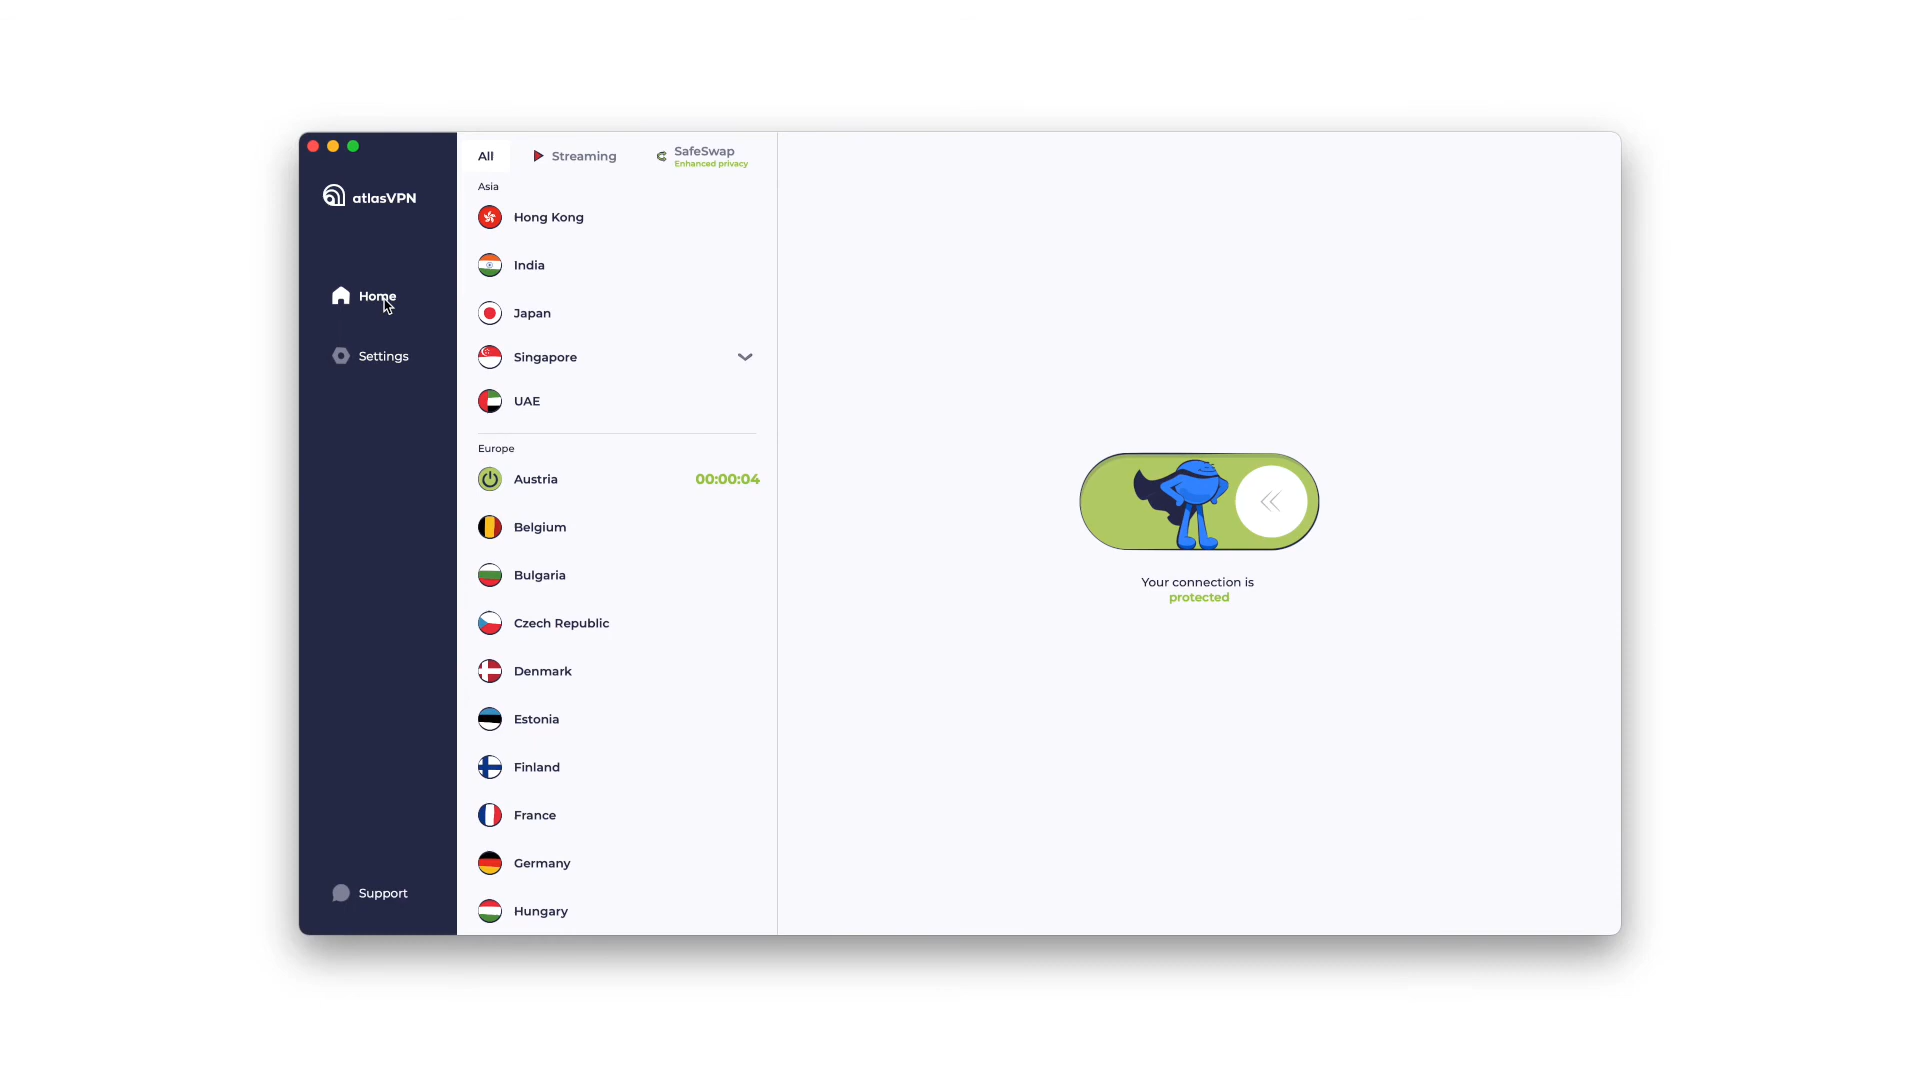 atlasVPN
Home
Settings
Support
All
Streaming
SafeSwap
Enhanced privacy
Asia
Hong Kong
India
Japan
Singapore
UAE
Europe
Austria 00:00:04
Belgium
Bulgaria
Czech Republic
Denmark
Estonia
Finland
France
Germany
Hungary
Your connection is
protected